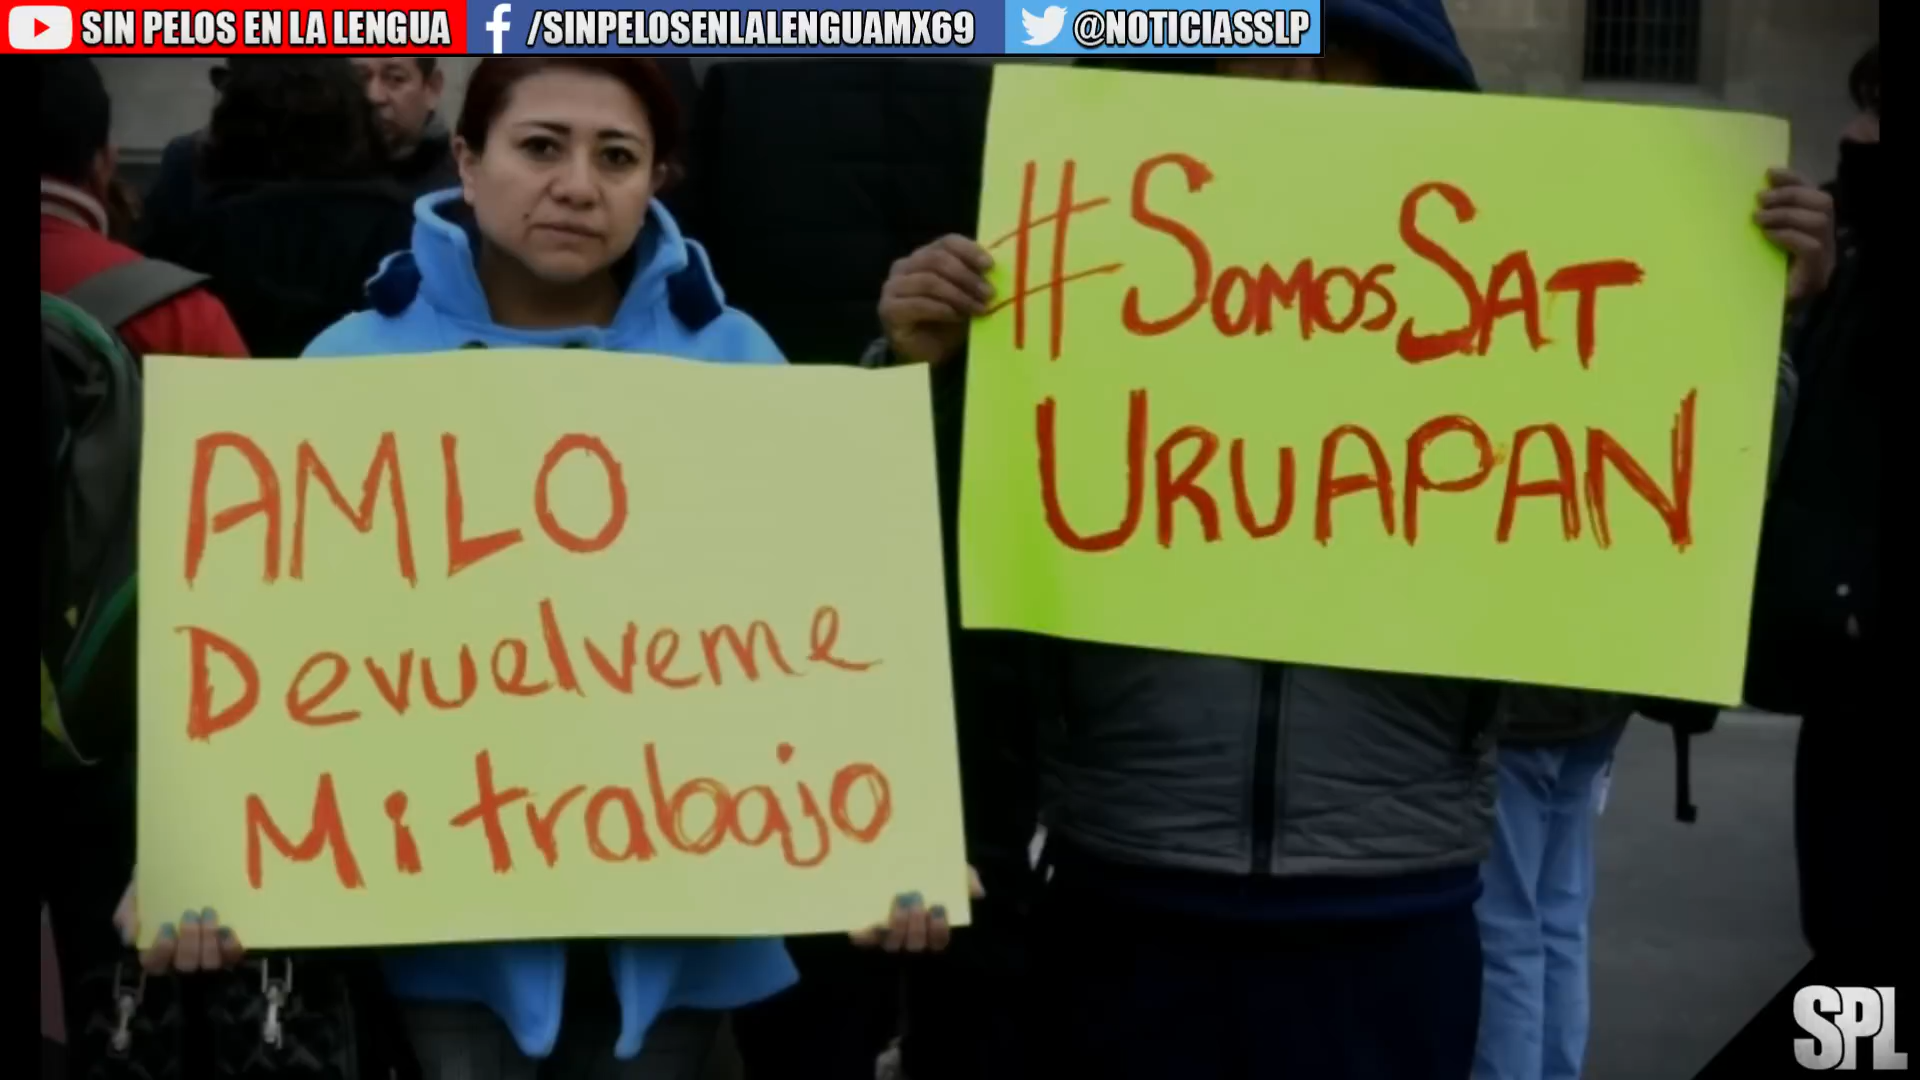 SIN PELOS EN LA LENGUA
/SINPELOSENLALENGUAMX69
@NOTICIASSLP
#SOMOSSAT
URUAPAN
AMLO
Devuelveme
Mi trabajo
SPL